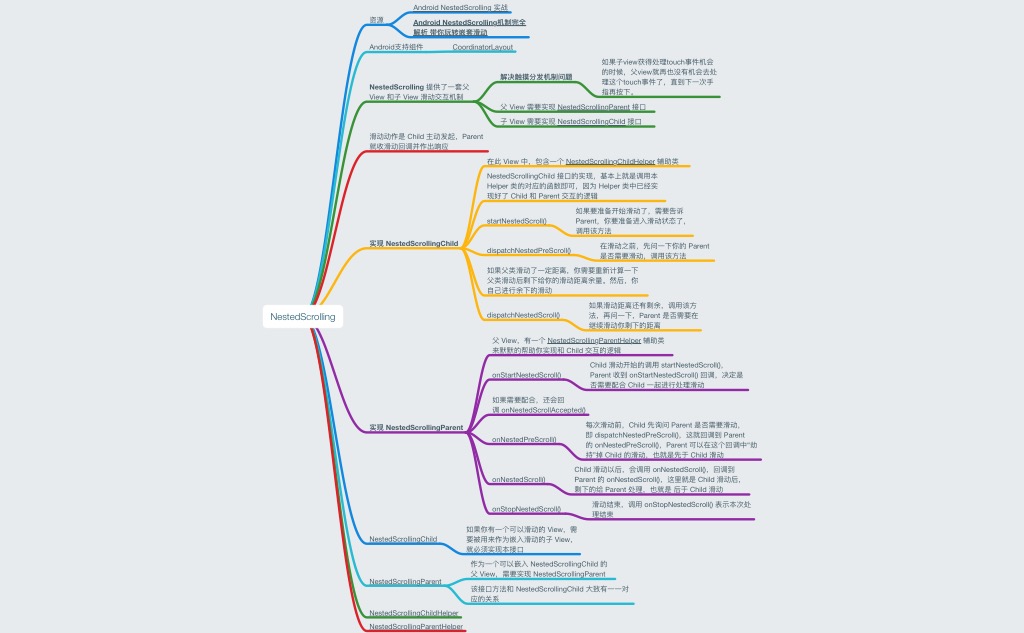 资源
Android NestedScrolling 实战
Android NestedScrolling机制完全
解析 带你玩转嵌套滑动
Android支持组件
CoordinatorLayout
NestedScrolling 提供了一套父
View 和子 View 滑动交互机制
解决触摸分发机制问题
如果子view获得处理touch事件机会
的时候，父view就再也没有机会去处
理这个touch事件了，直到下一次手
指再按下。
父 View 需要实现 NestedScrollingParent 接口
子 View 需要实现 NestedScrollingChild 接口
滑动动作是 Child 主动发起，Parent
就收滑动回调并作出响应
实现 NestedScrollingChild
在此 View 中，包含一个 NestedScrollingChildHelper 辅助类
NestedScrollingChild 接口的实现，基本上就是调用本
Helper 类的对应的函数即可，因为 Helper 类中已经实
现好了 Child 和 Parent 交互的逻辑
startNestedScroll()
如果要准备开始滑动了，需要告诉
Parent，你要准备进入滑动状态了，
调用该方法
dispatchNestedPreScroll()
在滑动之前，先问一下你的 Parent
是否需要滑动，调用该方法
如果父类滑动了一定距离，你需要重新计算一下
父类滑动后剩下给你的滑动距离余量，然后，你
自己进行余下的滑动
dispatchNestedScroll()
如果滑动距离还有剩余，调用该方
法，再问一下，Parent 是否需要在
继续滑动你剩下的距离
NestedScrolling
实现 NestedScrollingParent
父 View，有一个 NestedScrollingParentHelper 辅助类
来默默的帮助你实现和 Child 交互的逻辑
onStartNestedScroll()
Child 滑动开始的调用 startNestedScroll()，
Parent 收到 onStartNestedScroll() 回调，决定是
否需要配合 Child 一起进行处理滑动
如果需要配合，还会回
调 onNestedScrollAccepted()
onNestedPreScroll()
每次滑动前，Child 先询问 Parent 是否需要滑动，
即 dispatchNestedPreScroll()，这就回调到 Parent
的 onNestedPreScroll()，Parent 可以在这个回调中“劫
持”掉 Child 的滑动，也就是先于 Child 滑动
onNestedScroll()
Child 滑动以后，会调用 onNestedScroll()，回调到
Parent 的 onNestedScroll()，这里就是 Child 滑动后，
剩下的给 Parent 处理，也就是 后于 Child 滑动
onStopNestedScroll()
滑动结束，调用 onStopNestedScroll() 表示本次处
理结束
NestedScrollingChild
如果你有一个可以滑动的 View，需
要被用来作为嵌入滑动的子 View，
就必须实现本接口
NestedScrollingParent
作为一个可以嵌入 NestedScrollingChild 的
父 View，需要实现 NestedScrollingParent
该接口方法和 NestedScrollingChild 大致有一一对
应的关系
NestedScrollingChildHelper
NestedScrollingParentHelper